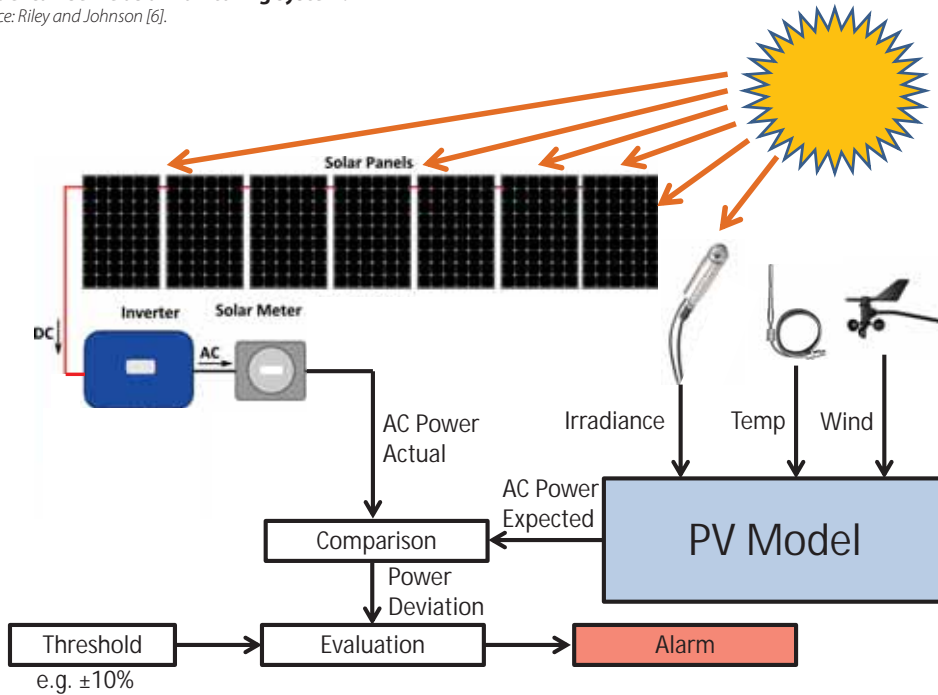 ce: Riley and Johnson [6].
Solar Panels
Inverter
Solar Meter
DC
AC
AC Power
Actual
Irradiance
Temp
Wind
AC Power
Expected
PV Model
Comparison
Power
Deviation
Threshold
Evaluation
Alarm
e.g. ±10%